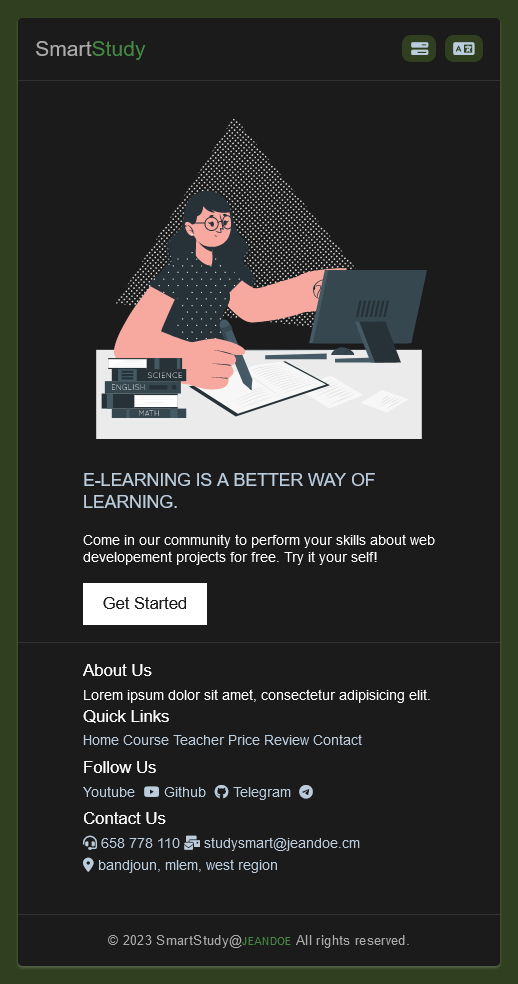 SmartStudy
SCIENCE
ENGLISH
MATH
E-LEARNING IS A BETTER WAY OF
LEARNING.
Come in our community to perform your skills about web
developement projects for free. Try it your self!
Get Started
About Us
Lorem ipsum dolor sit amet, consectetur adipisicing elit.
Quick Links
Home Course Teacher Price Review Contact
Follow Us
Youtube Github Telegram
Contact Us
658 778 110 studysmart@jeandoe.cm
bandjoun, mlem, west region
© 2023 SmartStudy@JEANDOE All rights reserved.